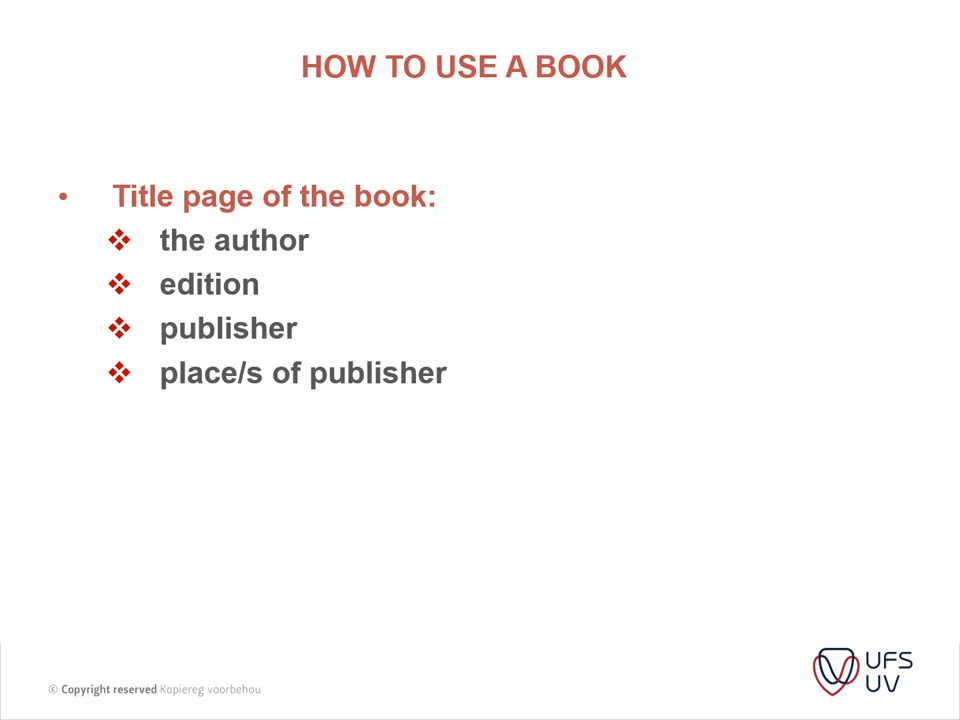 HOW TO USE A BOOK
• Title page of the book:
❖ the author
❖ edition
❖ publisher
❖ place/s of publisher
© Copyright reserved Kopiereg voorbehou
UFS
UV